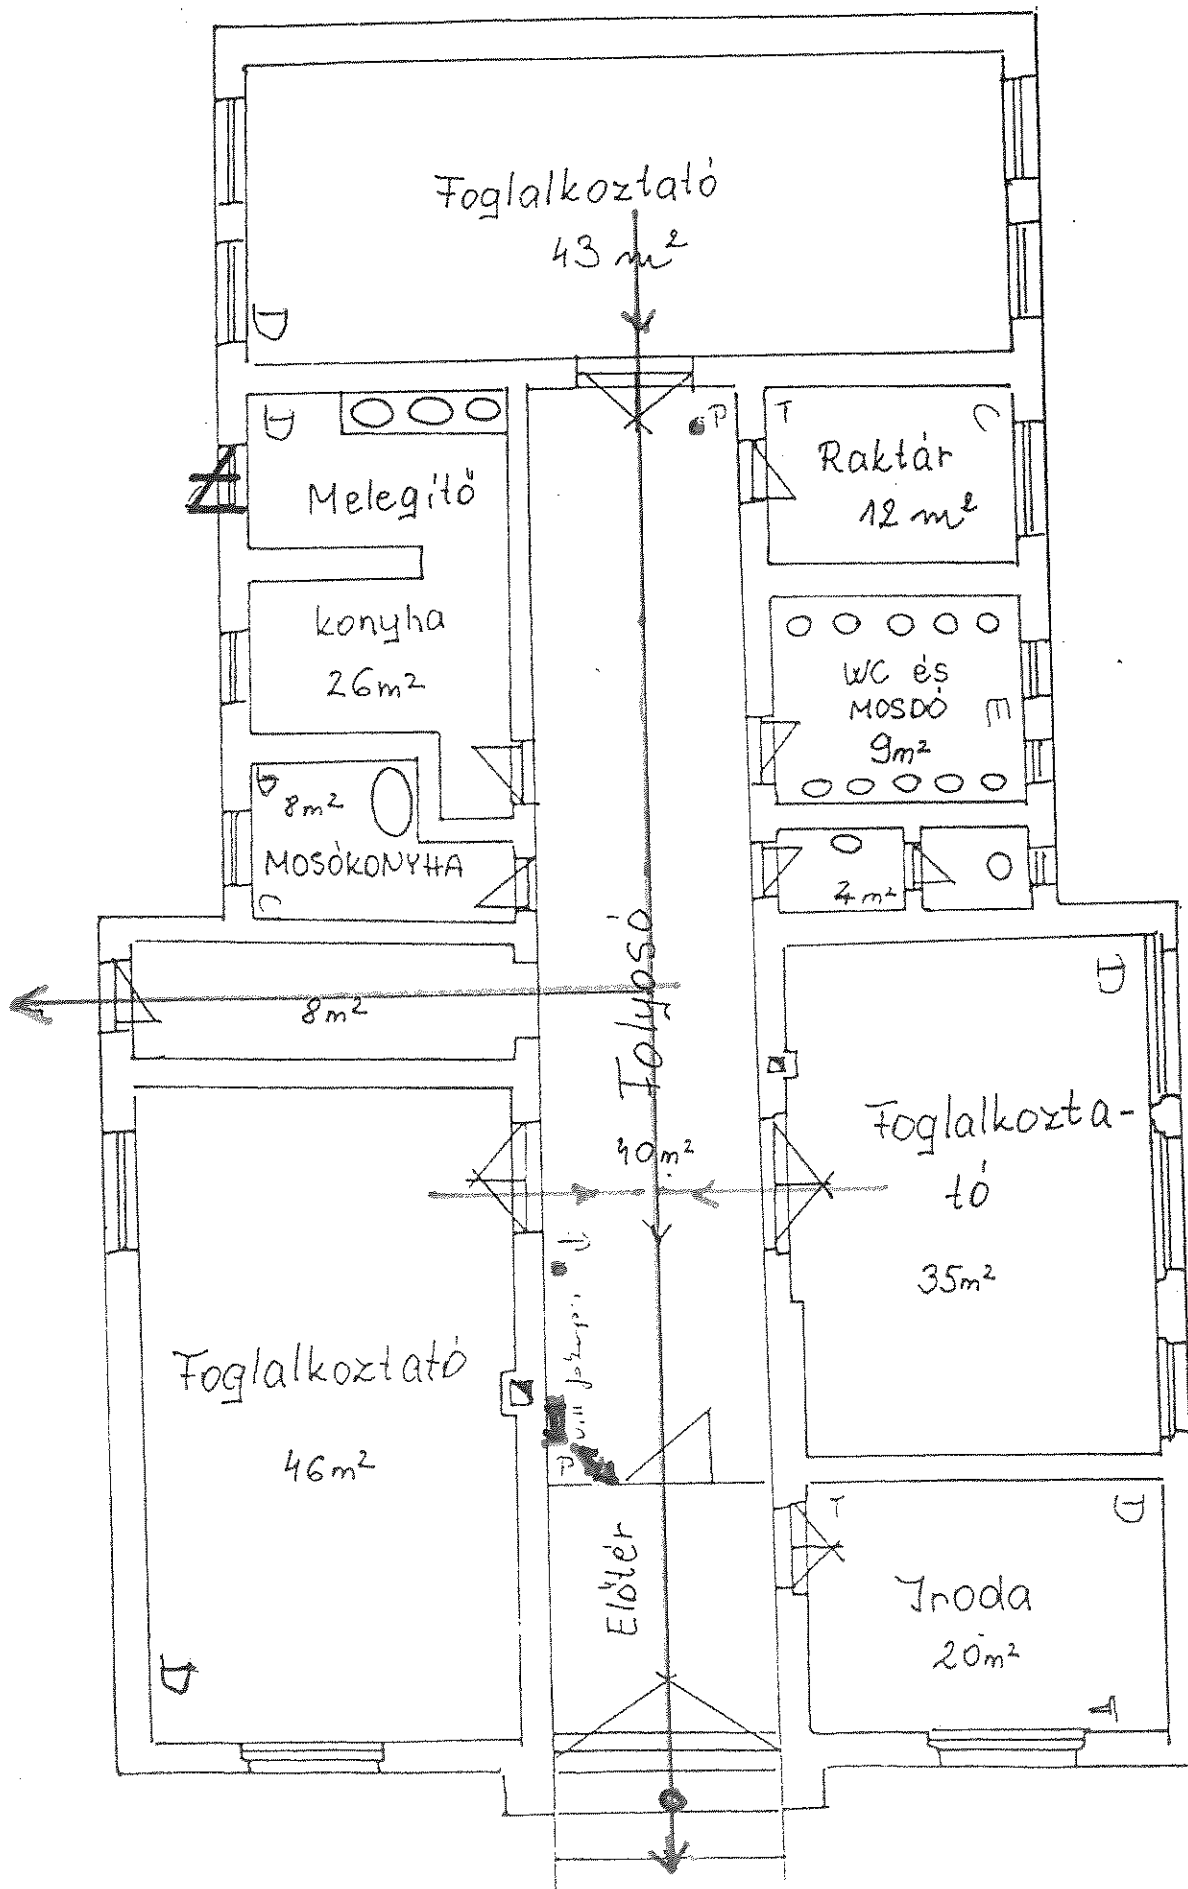 Foglalkoztató
43 m²
D
D
P
T
C
Raktár
12 m²
Melegítő
konyha
26m²
WC és
MOSDÓ
9m²
E
8m²
MOSÓKONYHA
C
4m²
8m²
Folyosó
40m²
D
Foglalkozta-
tó
35m²
Foglalkoztató
46m²
D
P
Előtér
T
D
Iroda
20m²
T